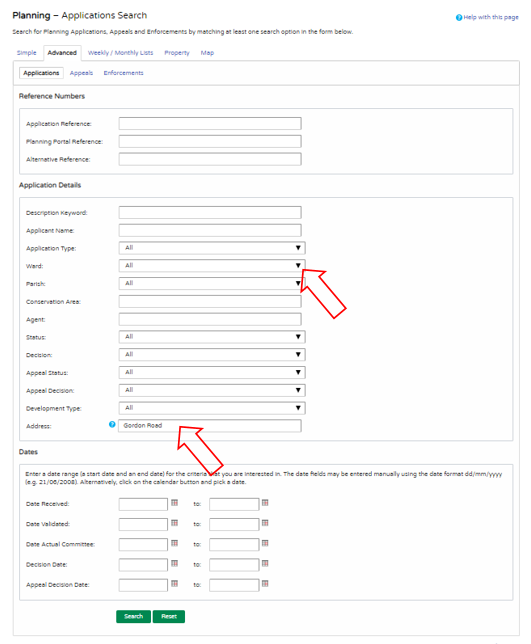 Planning – Applications Search
Help with this page
Search for Planning Applications, Appeals and Enforcements by matching at least one search option in the form below.
Simple Advanced Weekly / Monthly Lists Property Map
Applications Appeals Enforcements
Reference Numbers
Application Reference:
Planning Portal Reference:
Alternative Reference:
Application Details
Description Keyword:
Applicant Name:
Application Type: All
Ward: All
Parish: All
Conservation Area:
Agent:
Status: All
Decision: All
Appeal Status: All
Appeal Decision: All
Development Type: All
Address: ? Gordon Road
Dates
Enter a date range (a start date and an end date) for the criteria that you are interested in. The date fields may be entered manually using the date format dd/mm/yyyy
(e.g. 21/06/2008). Alternatively, click on the calendar button and pick a date.
Date Received: to:
Date Validated: to:
Date Actual Committee: to:
Decision Date: to:
Appeal Decision Date: to:
Search Reset